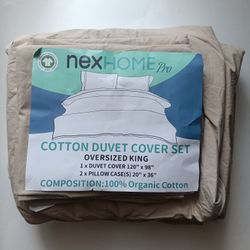 nexHOME Pro
COTTON DUVET COVER SET
OVERSIZED KING
1 x DUVET COVER 120" x 98"
2 x PILLOW CASE(S) 20" x 36"
COMPOSITION:100% Organic Cotton